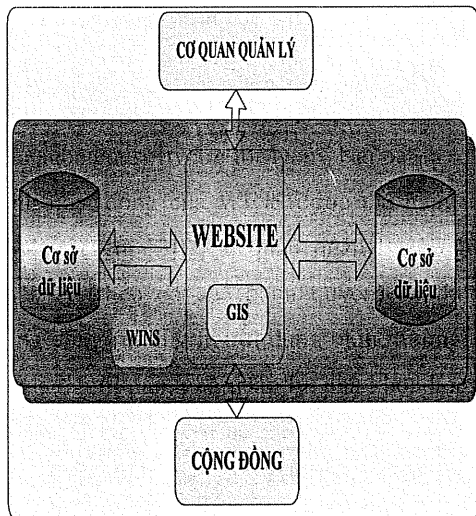 CƠ QUAN QUẢN LÝ
Cơ sở
dữ liệu
WEBSITE
GIS
WINS
Cơ sở
dữ liệu
CỘNG ĐỒNG